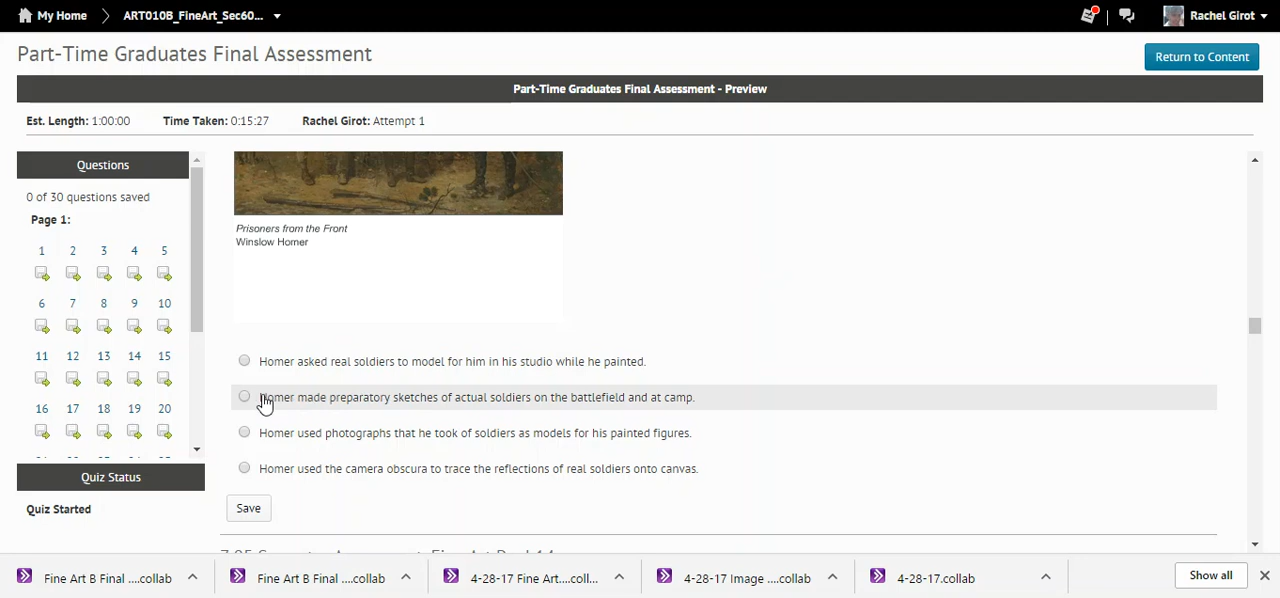 My Home
ART010B_FineArt_Sec60...
Rachel Girot
Part-Time Graduates Final Assessment
Return to Content
Part-Time Graduates Final Assessment - Preview
Est. Length: 1:00:00 Time Taken: 0:15:27 Rachel Girot: Attempt 1
Questions
0 of 30 questions saved
Page 1:
1 2 3 4 5
6 7 8 9 10
11 12 13 14 15
16 17 18 19 20
Quiz Status
Quiz Started
Prisoners from the Front
Winslow Homer
Homer asked real soldiers to model for him in his studio while he painted.
Homer made preparatory sketches of actual soldiers on the battlefield and at camp.
Homer used photographs that he took of soldiers as models for his painted figures.
Homer used the camera obscura to trace the reflections of real soldiers onto canvas.
Save
Fine Art B Final ....collab
Fine Art B Final ....collab
4-28-17 Fine Art....coll...
4-28-17 Image ....collab
4-28-17.collab
Show all